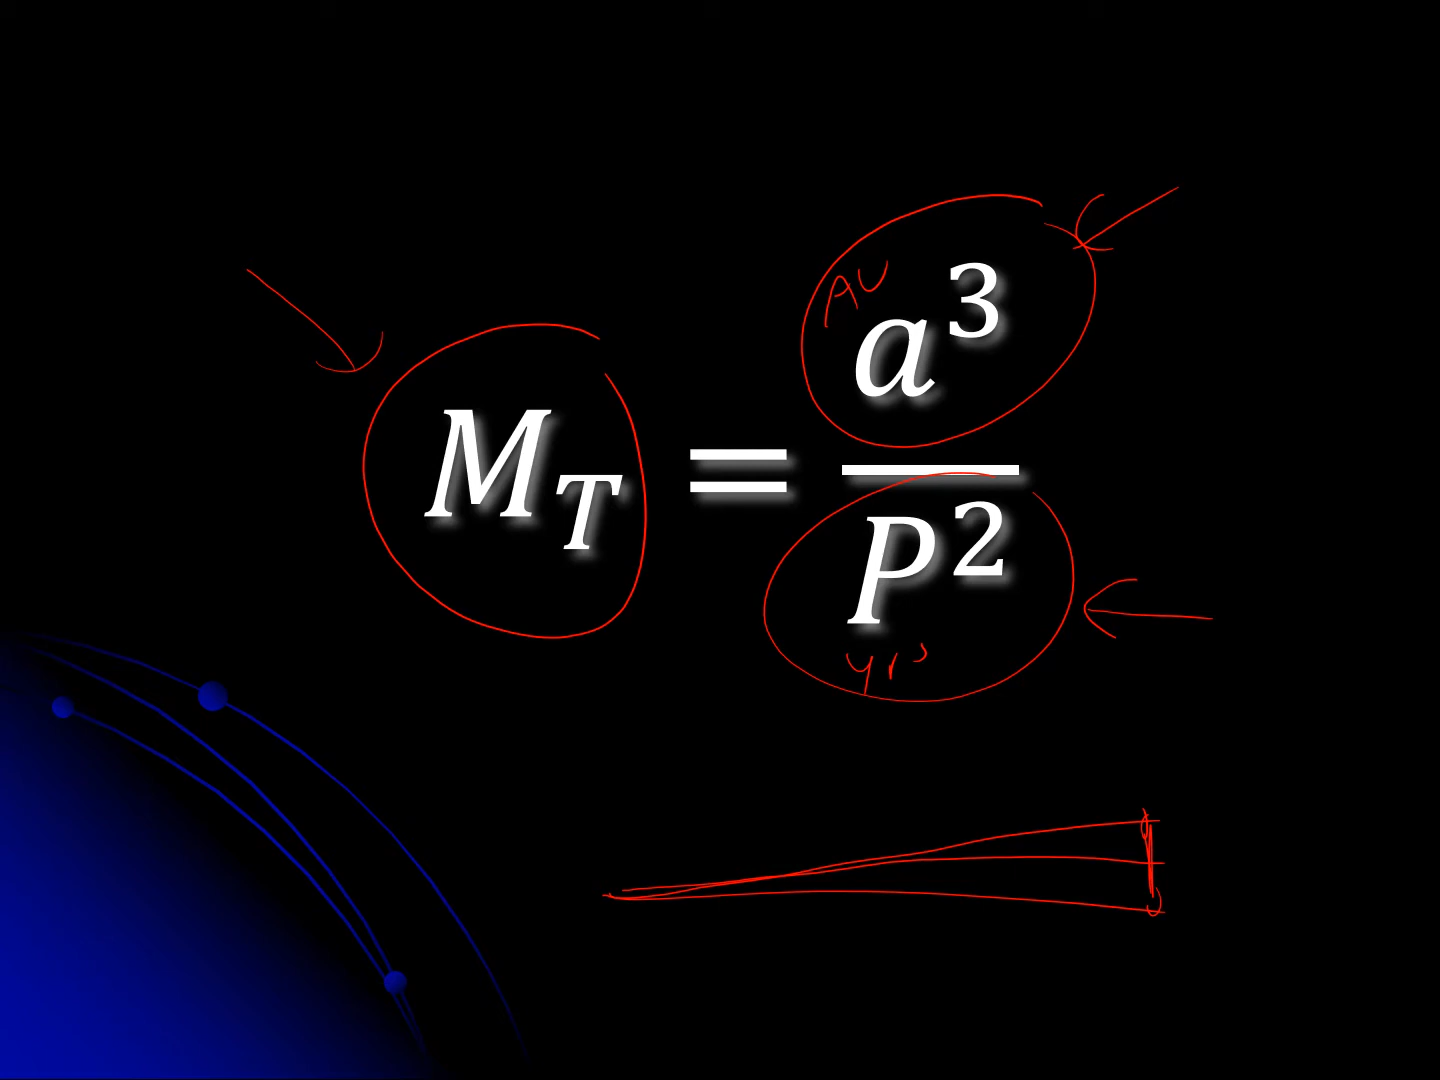 AU
M_T = a³/P²
yrs